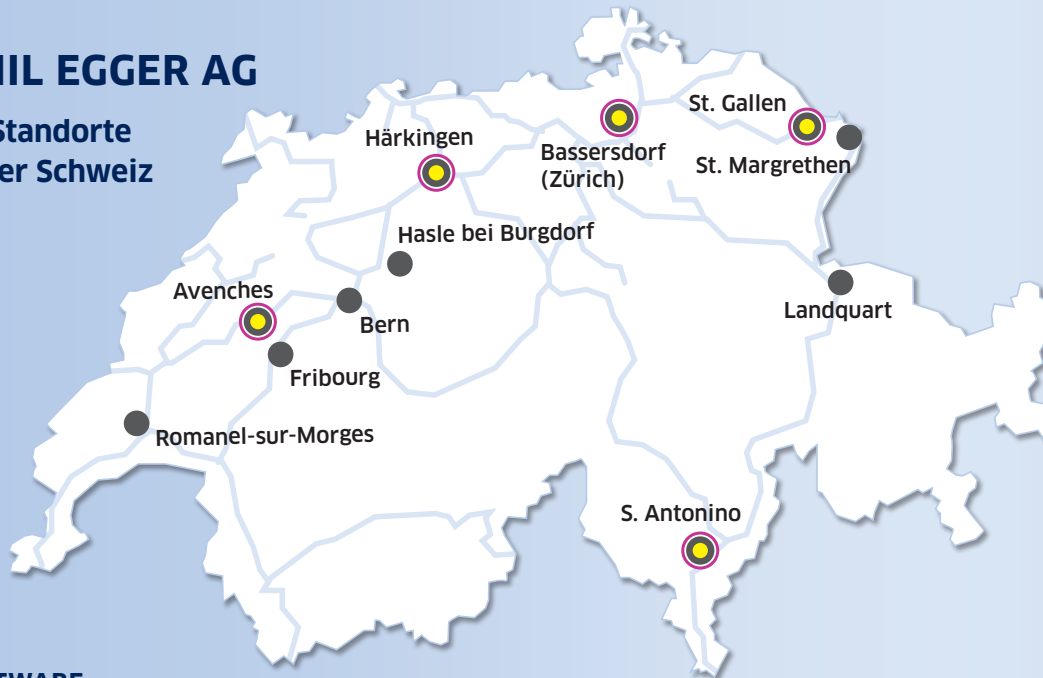 IIL EGGER AG
Standorte
er Schweiz
St. Gallen
Härkingen
Bassersdorf
(Zürich)
St. Margrethen
Hasle bei Burgdorf
Avenches
Bern
Landquart
Fribourg
Romanel-sur-Morges
S. Antonino